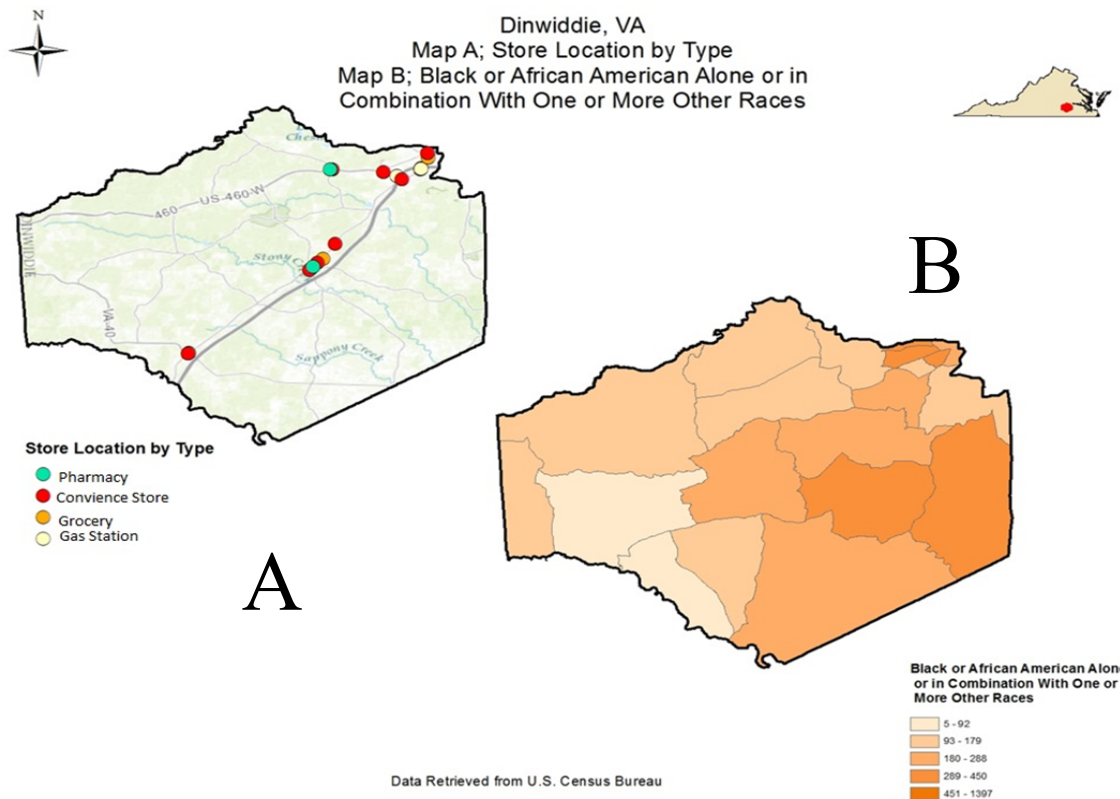 N
Dinwiddie, VA
Map A; Store Location by Type
Map B; Black or African American Alone or in
Combination With One or More Other Races
460
US-460-W
DINWIDDIE
Stony
VA-40
Sappony Creek
B
Store Location by Type
Pharmacy
Convience Store
Grocery
Gas Station
A
Black or African American Alon
or in Combination With One or
More Other Races
5 - 92
93 - 179
180 - 288
289 - 450
451 - 1397
Data Retrieved from U.S. Census Bureau